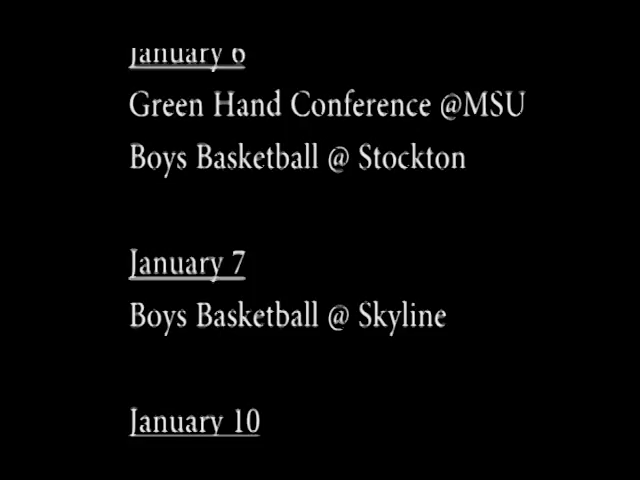 January 6
Green Hand Conference @MSU
Boys Basketball @ Stockton
January 7
Boys Basketball @ Skyline
January 10